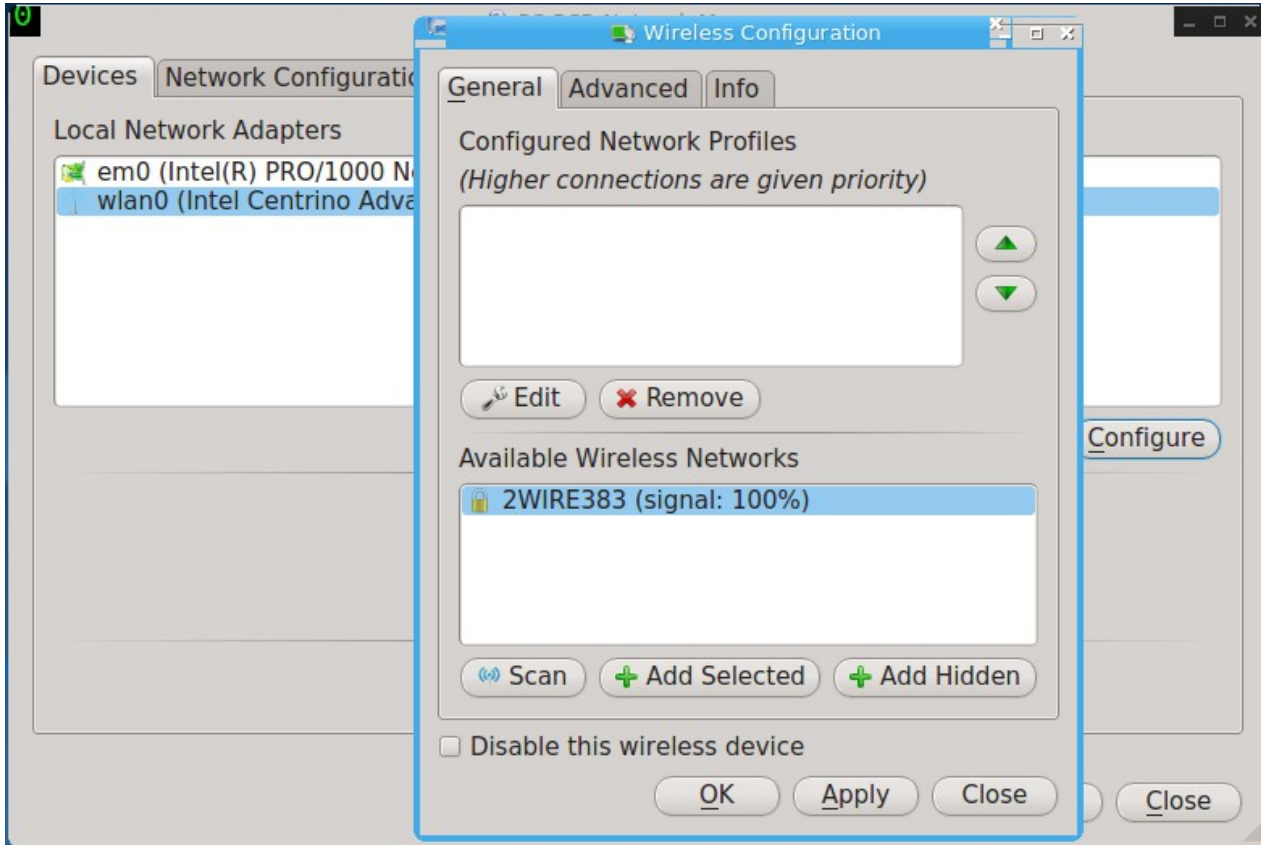 0
Wireless Configuration
Devices
Network Configuratio
General
Advanced
Info
Local Network Adapters
em0 (Intel(R) PRO/1000 N
wlan0 (Intel Centrino Adva
Configured Network Profiles
(Higher connections are given priority)
Edit
Remove
Configure
Available Wireless Networks
2WIRE383 (signal: 100%)
Scan
Add Selected
Add Hidden
Disable this wireless device
OK
Apply
Close
Close